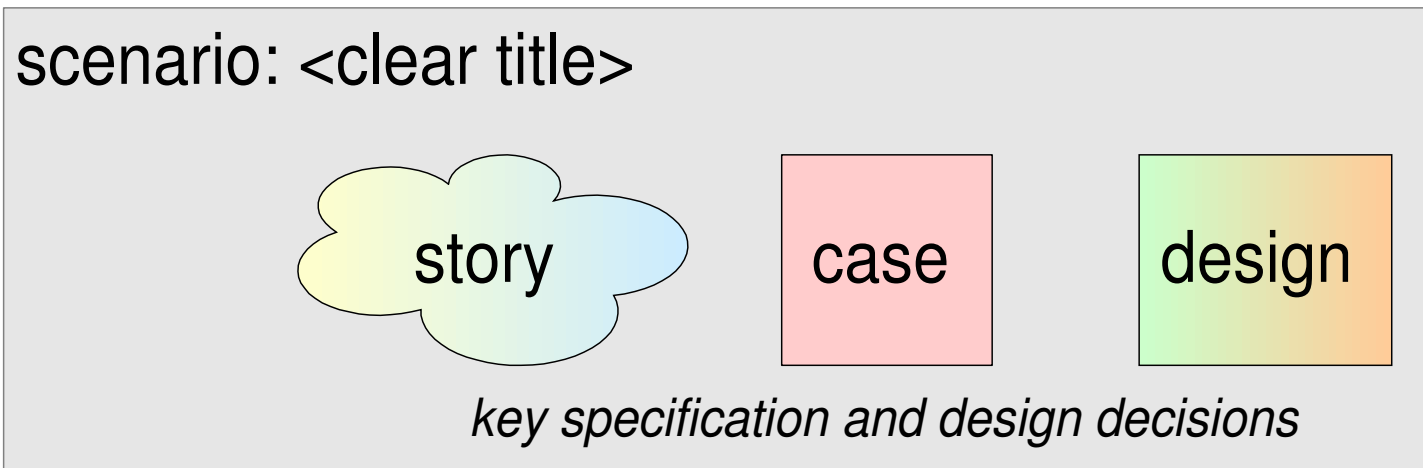 scenario: <clear title>
story case design
key specification and design decisions